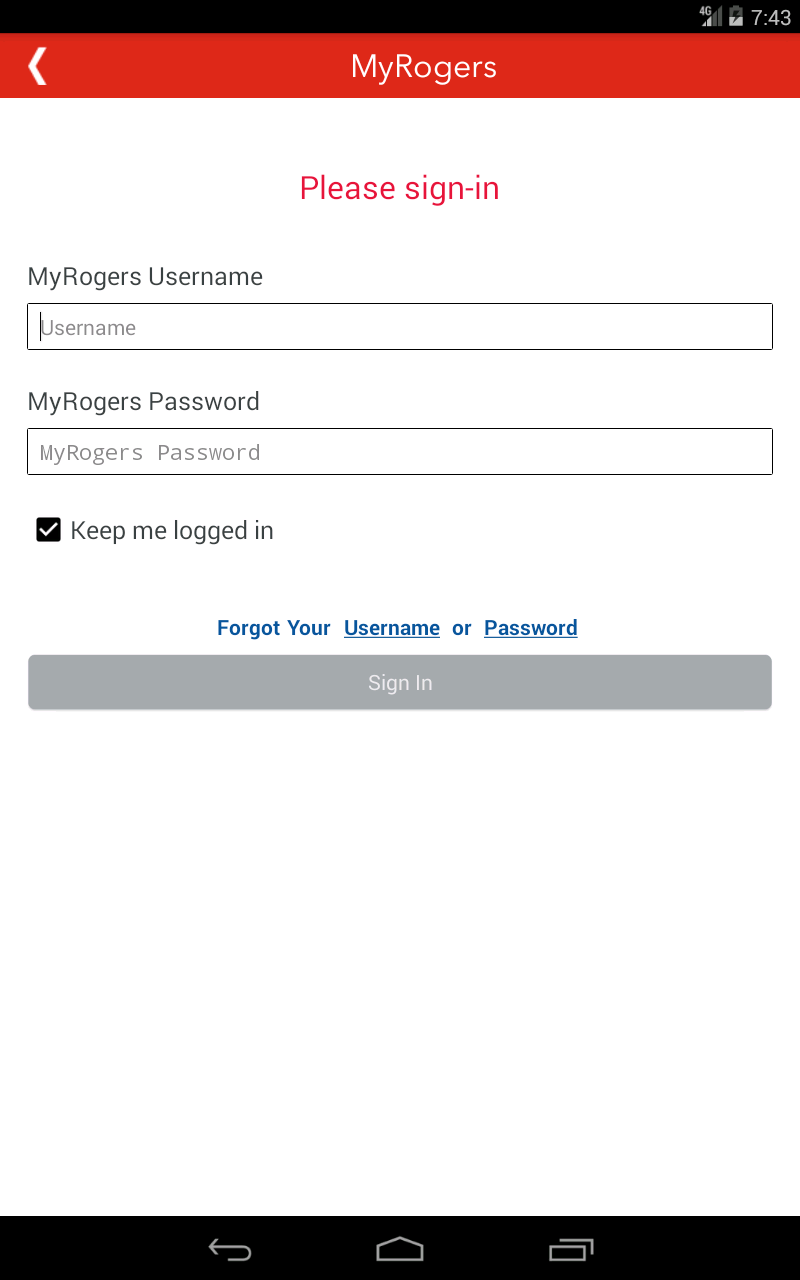 4G 7:43
MyRogers
Please sign-in
MyRogers Username
Username
MyRogers Password
MyRogers Password
Keep me logged in
Forgot Your Username or Password
Sign In